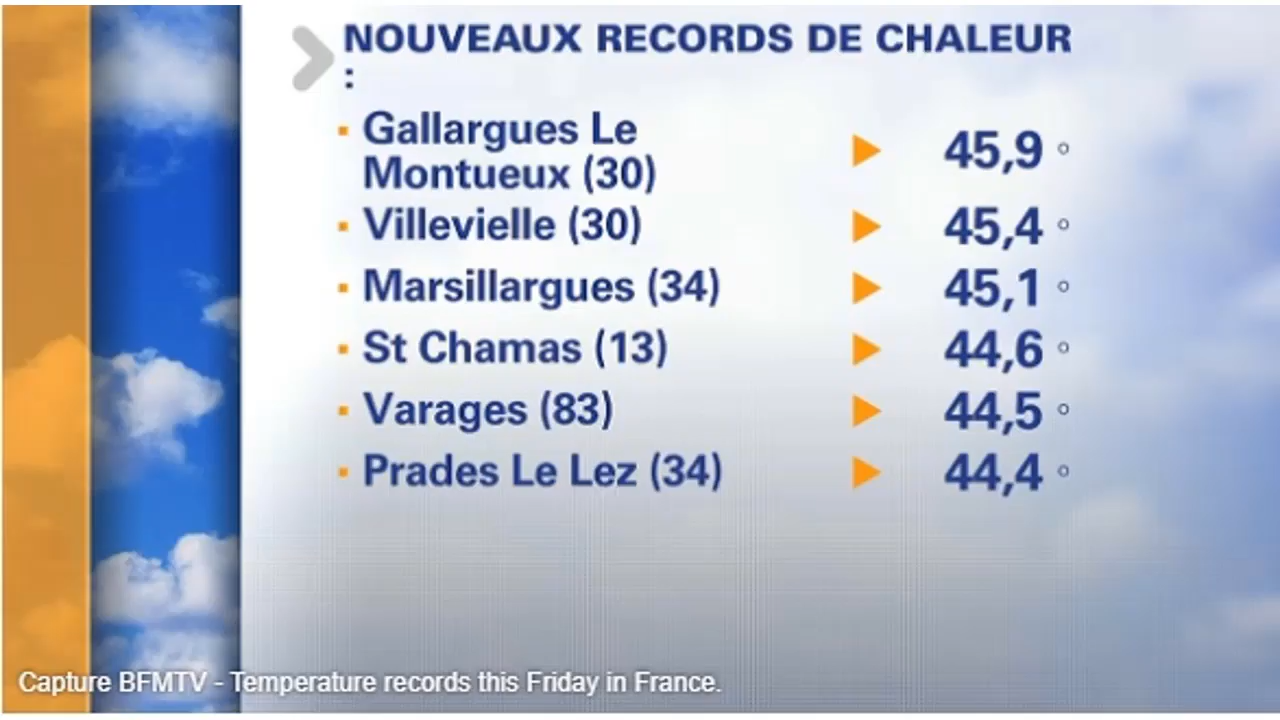 NOUVEAUX RECORDS DE CHALEUR
:
Gallargues Le
Montueux (30) 45,9 °
Villevielle (30) 45,4 °
Marsillargues (34) 45,1 °
St Chamas (13) 44,6 °
Varages (83) 44,5 °
Prades Le Lez (34) 44,4 °
Capture BFMTV - Temperature records this Friday in France.